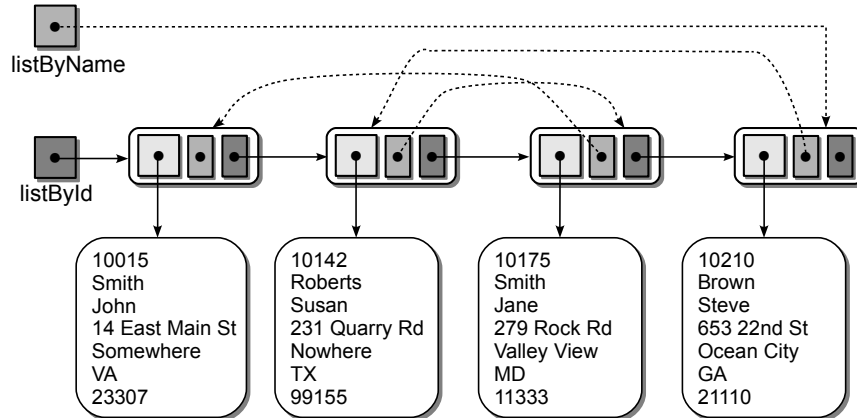 listByName
listById
10015
Smith
John
14 East Main St
Somewhere
VA
23307
10142
Roberts
Susan
231 Quarry Rd
Nowhere
TX
99155
10175
Smith
Jane
279 Rock Rd
Valley View
MD
11333
10210
Brown
Steve
653 22nd St
Ocean City
GA
21110